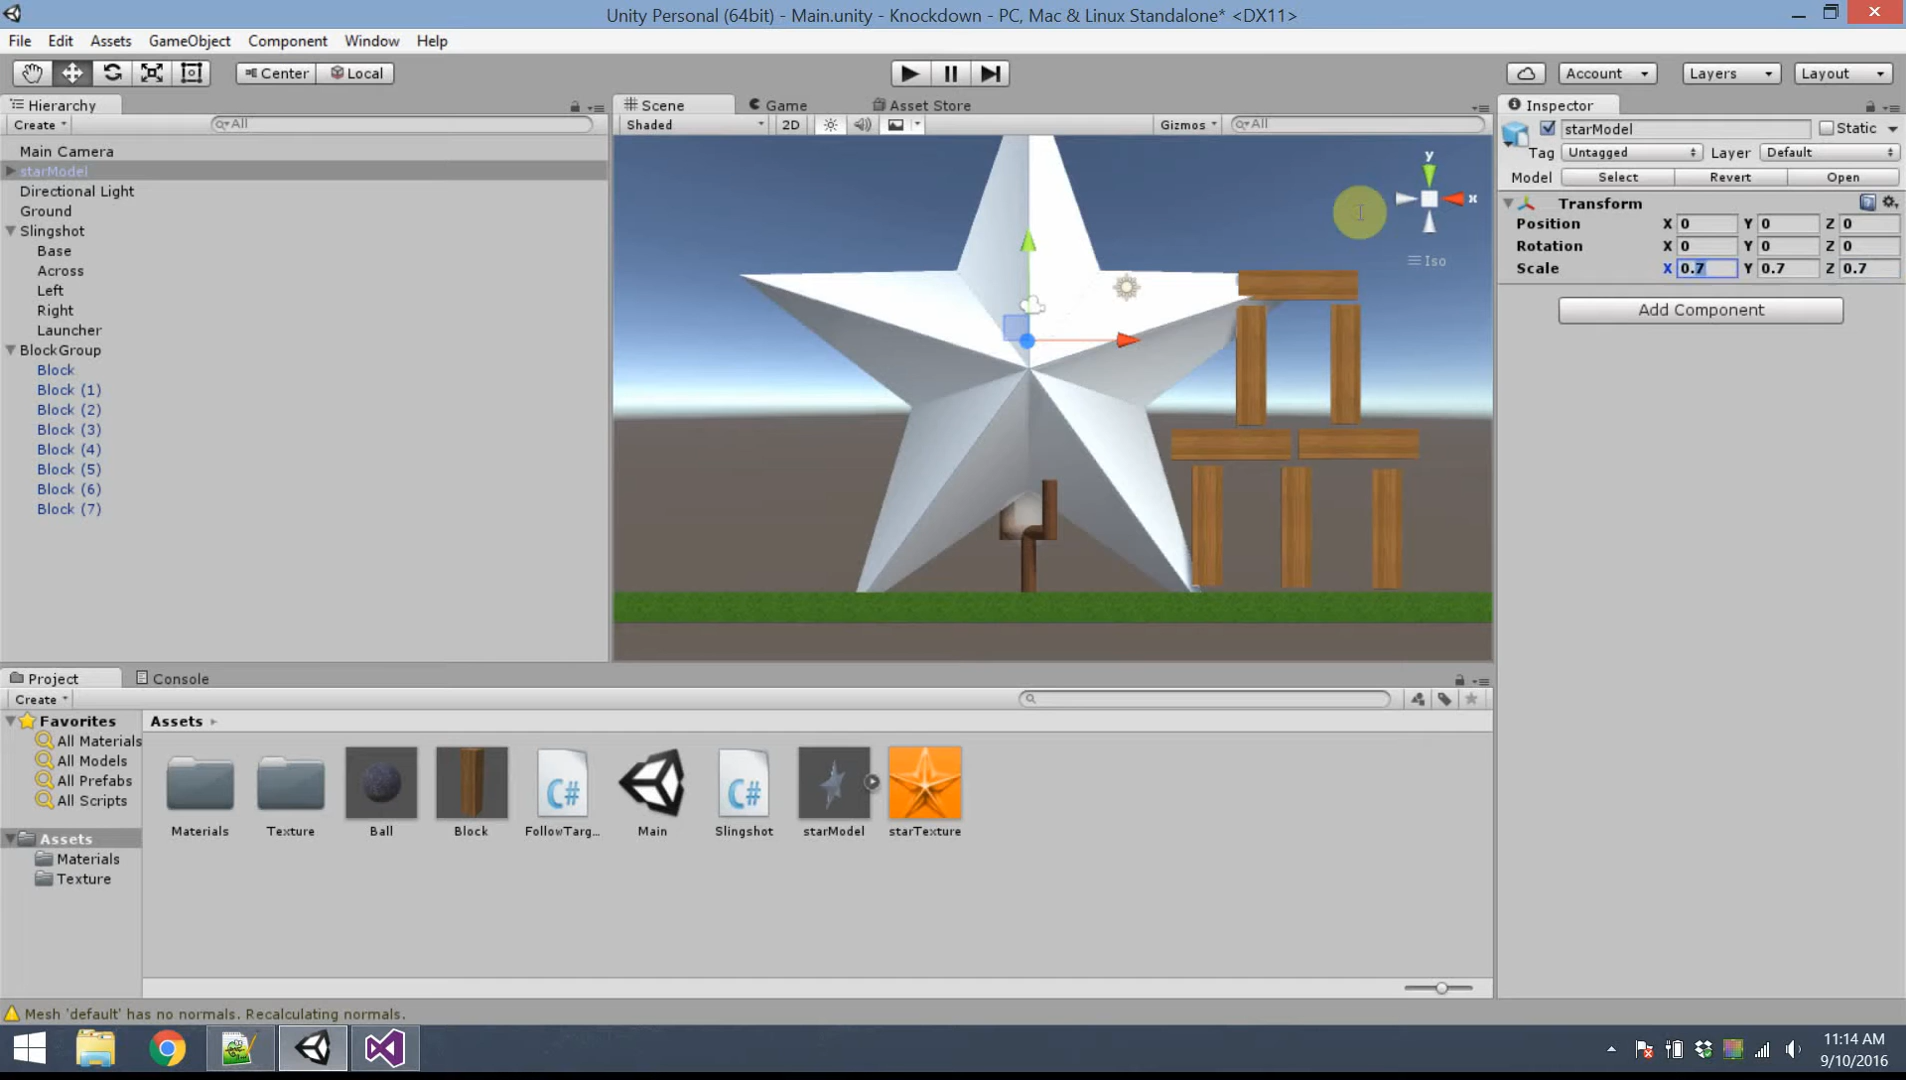 Unity Personal (64bit) - Main.unity - Knockdown - PC, Mac & Linux Standalone* <DX11>
File Edit Assets GameObject Component Window Help
Center Local Account Layers Layout
Hierarchy
Create All
Main Camera
starModel
Directional Light
Ground
Slingshot
Base
Across
Left
Right
Launcher
BlockGroup
Block
Block (1)
Block (2)
Block (3)
Block (4)
Block (5)
Block (6)
Block (7)
Scene Game Asset Store
Shaded 2D Gizmos All
y
x
Iso
Inspector
starModel Static
Tag Untagged Layer Default
Model Select Revert Open
Transform
Position X 0 Y 0 Z 0
Rotation X 0 Y 0 Z 0
Scale X 0.7 Y 0.7 Z 0.7
Add Component
Project Console
Create
Favorites
All Materials
All Models
All Prefabs
All Scripts
Assets
Materials
Texture
Assets
Materials Texture Ball Block FollowTarg... Main Slingshot starModel starTexture
C# C#
Mesh 'default' has no normals. Recalculating normals.
11:14 AM
9/10/2016